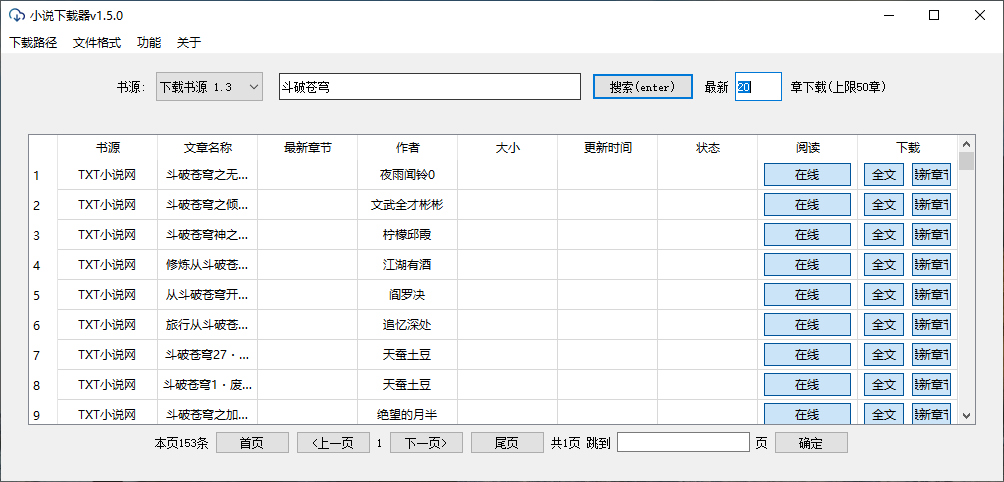 小说下载器v1.5.0
下载路径 文件格式 功能 关于
书源: 下载书源 1.3 斗破苍穹 搜索(enter) 最新 20 章下载(上限50章)
书源 文章名称 最新章节 作者 大小 更新时间 状态 阅读 下载
1 TXT小说网 斗破苍穹之无... 夜雨闻铃0 在线 全文 新章
2 TXT小说网 斗破苍穹之倾... 文武全才彬彬 在线 全文 新章
3 TXT小说网 斗破苍穹神之... 柠檬邱霞 在线 全文 新章
4 TXT小说网 修炼从斗破苍... 江湖有酒 在线 全文 新章
5 TXT小说网 从斗破苍穹开... 阎罗决 在线 全文 新章
6 TXT小说网 旅行从斗破苍... 追忆深处 在线 全文 新章
7 TXT小说网 斗破苍穹27·... 天蚕土豆 在线 全文 新章
8 TXT小说网 斗破苍穹1·废... 天蚕土豆 在线 全文 新章
9 TXT小说网 斗破苍穹之加... 绝望的月半 在线 全文 新章
本页153条 首页 <上一页 1 下一页> 尾页 共1页 跳到 页 确定